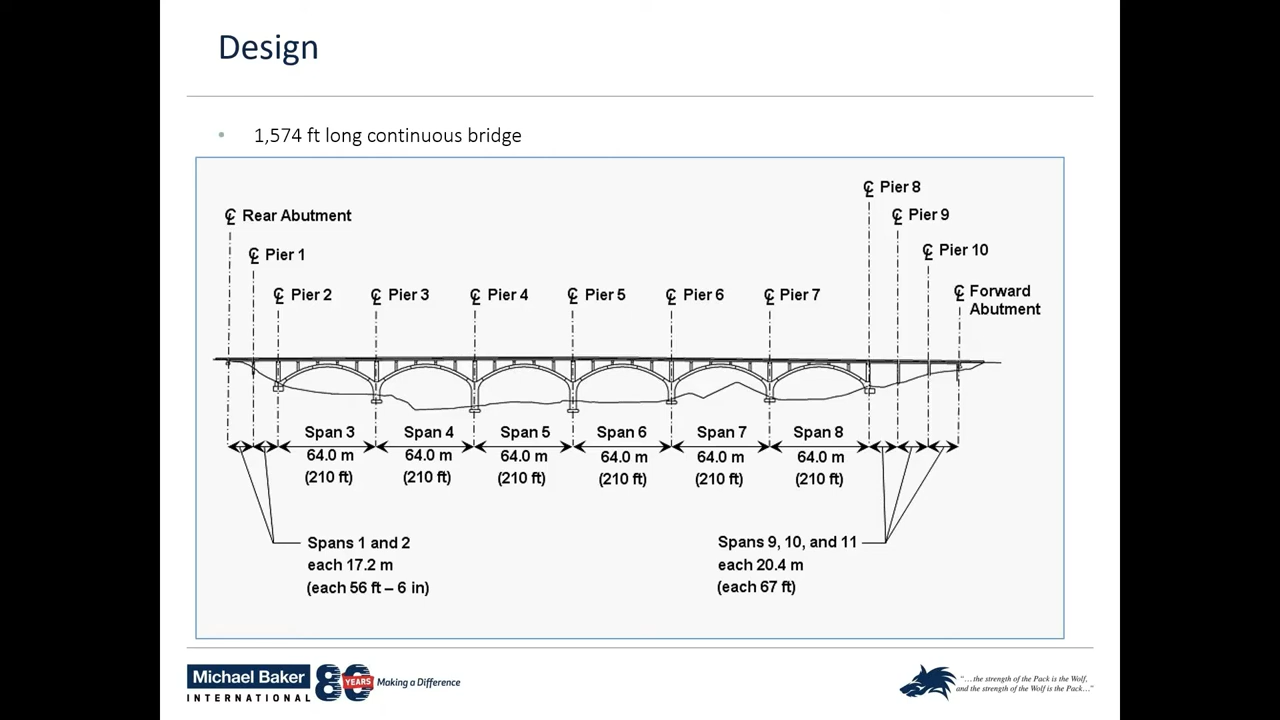 Design
• 1,574 ft long continuous bridge
℄ Pier 8
℄ Rear Abutment
℄ Pier 9
℄ Pier 1
℄ Pier 10
℄ Pier 2
℄ Pier 3
℄ Pier 4
℄ Pier 5
℄ Pier 6
℄ Pier 7
℄ Forward
Abutment
Span 3
64.0 m
(210 ft)
Span 4
64.0 m
(210 ft)
Span 5
64.0 m
(210 ft)
Span 6
64.0 m
(210 ft)
Span 7
64.0 m
(210 ft)
Span 8
64.0 m
(210 ft)
Spans 1 and 2
each 17.2 m
(each 56 ft – 6 in)
Spans 9, 10, and 11
each 20.4 m
(each 67 ft)
Michael Baker
INTERNATIONAL
80
YEARS
Making a Difference
"…the strength of the Pack is the Wolf,
and the strength of the Wolf is the Pack…"